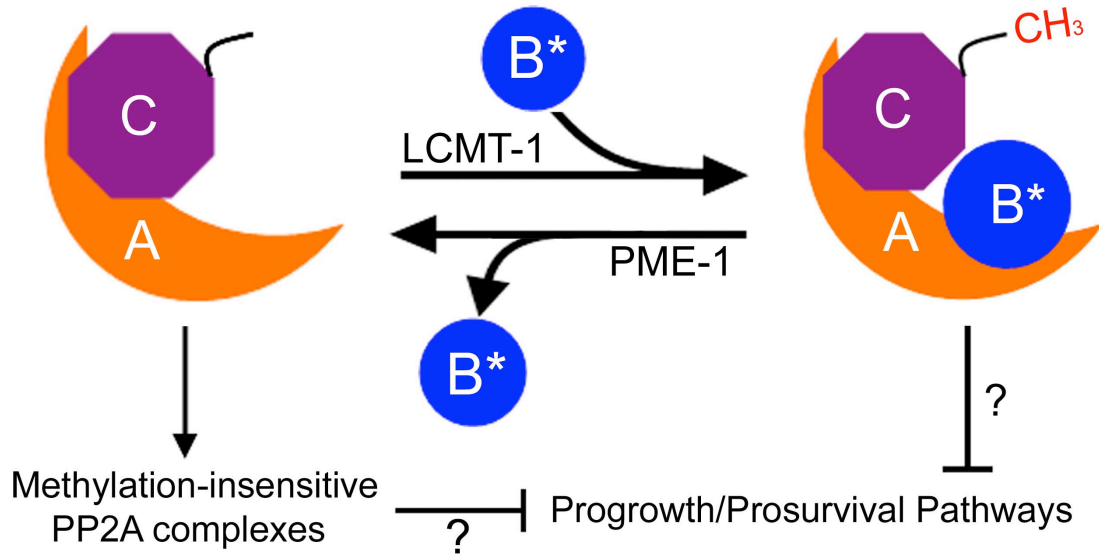 B*
CH₃
C
C
LCMT-1
A
A
B*
PME-1
B*
?
Methylation-insensitive
PP2A complexes
?
Progrowth/Prosurvival Pathways